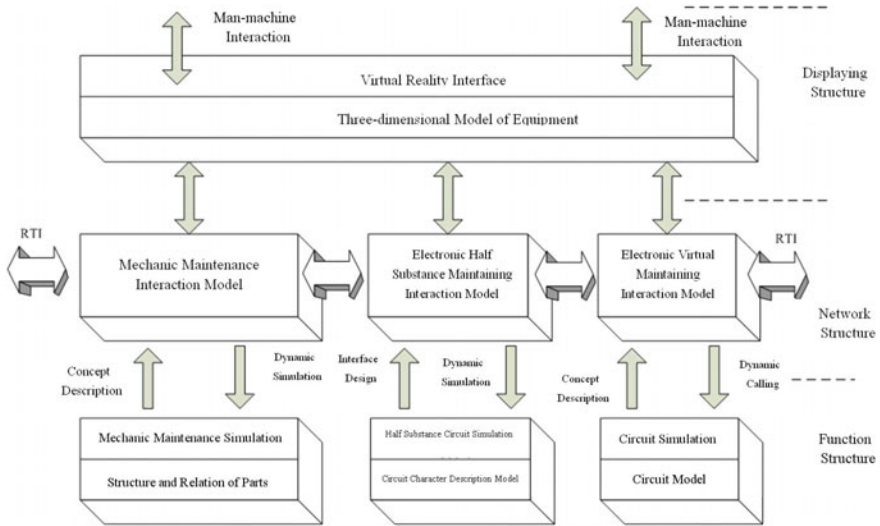 Man-machine
Interaction
Man-machine
Interaction
Displaying
Structure
Virtual Reality Interface
Three-dimensional Model of Equipment
RTI
Mechanic Maintenance
Interaction Model
Electronic Half
Substance Maintaining
Interaction Model
Electronic Virtual
Maintaining
Interaction Model
RTI
Network
Structure
Concept
Description
Dynamic
Simulation
Interface
Design
Dynamic
Simulation
Concept
Description
Dynamic
Calling
Mechanic Maintenance Simulation
Structure and Relation of Parts
Half Substance Circuit Simulation
Circuit Character Description Model
Circuit Simulation
Circuit Model
Function
Structure